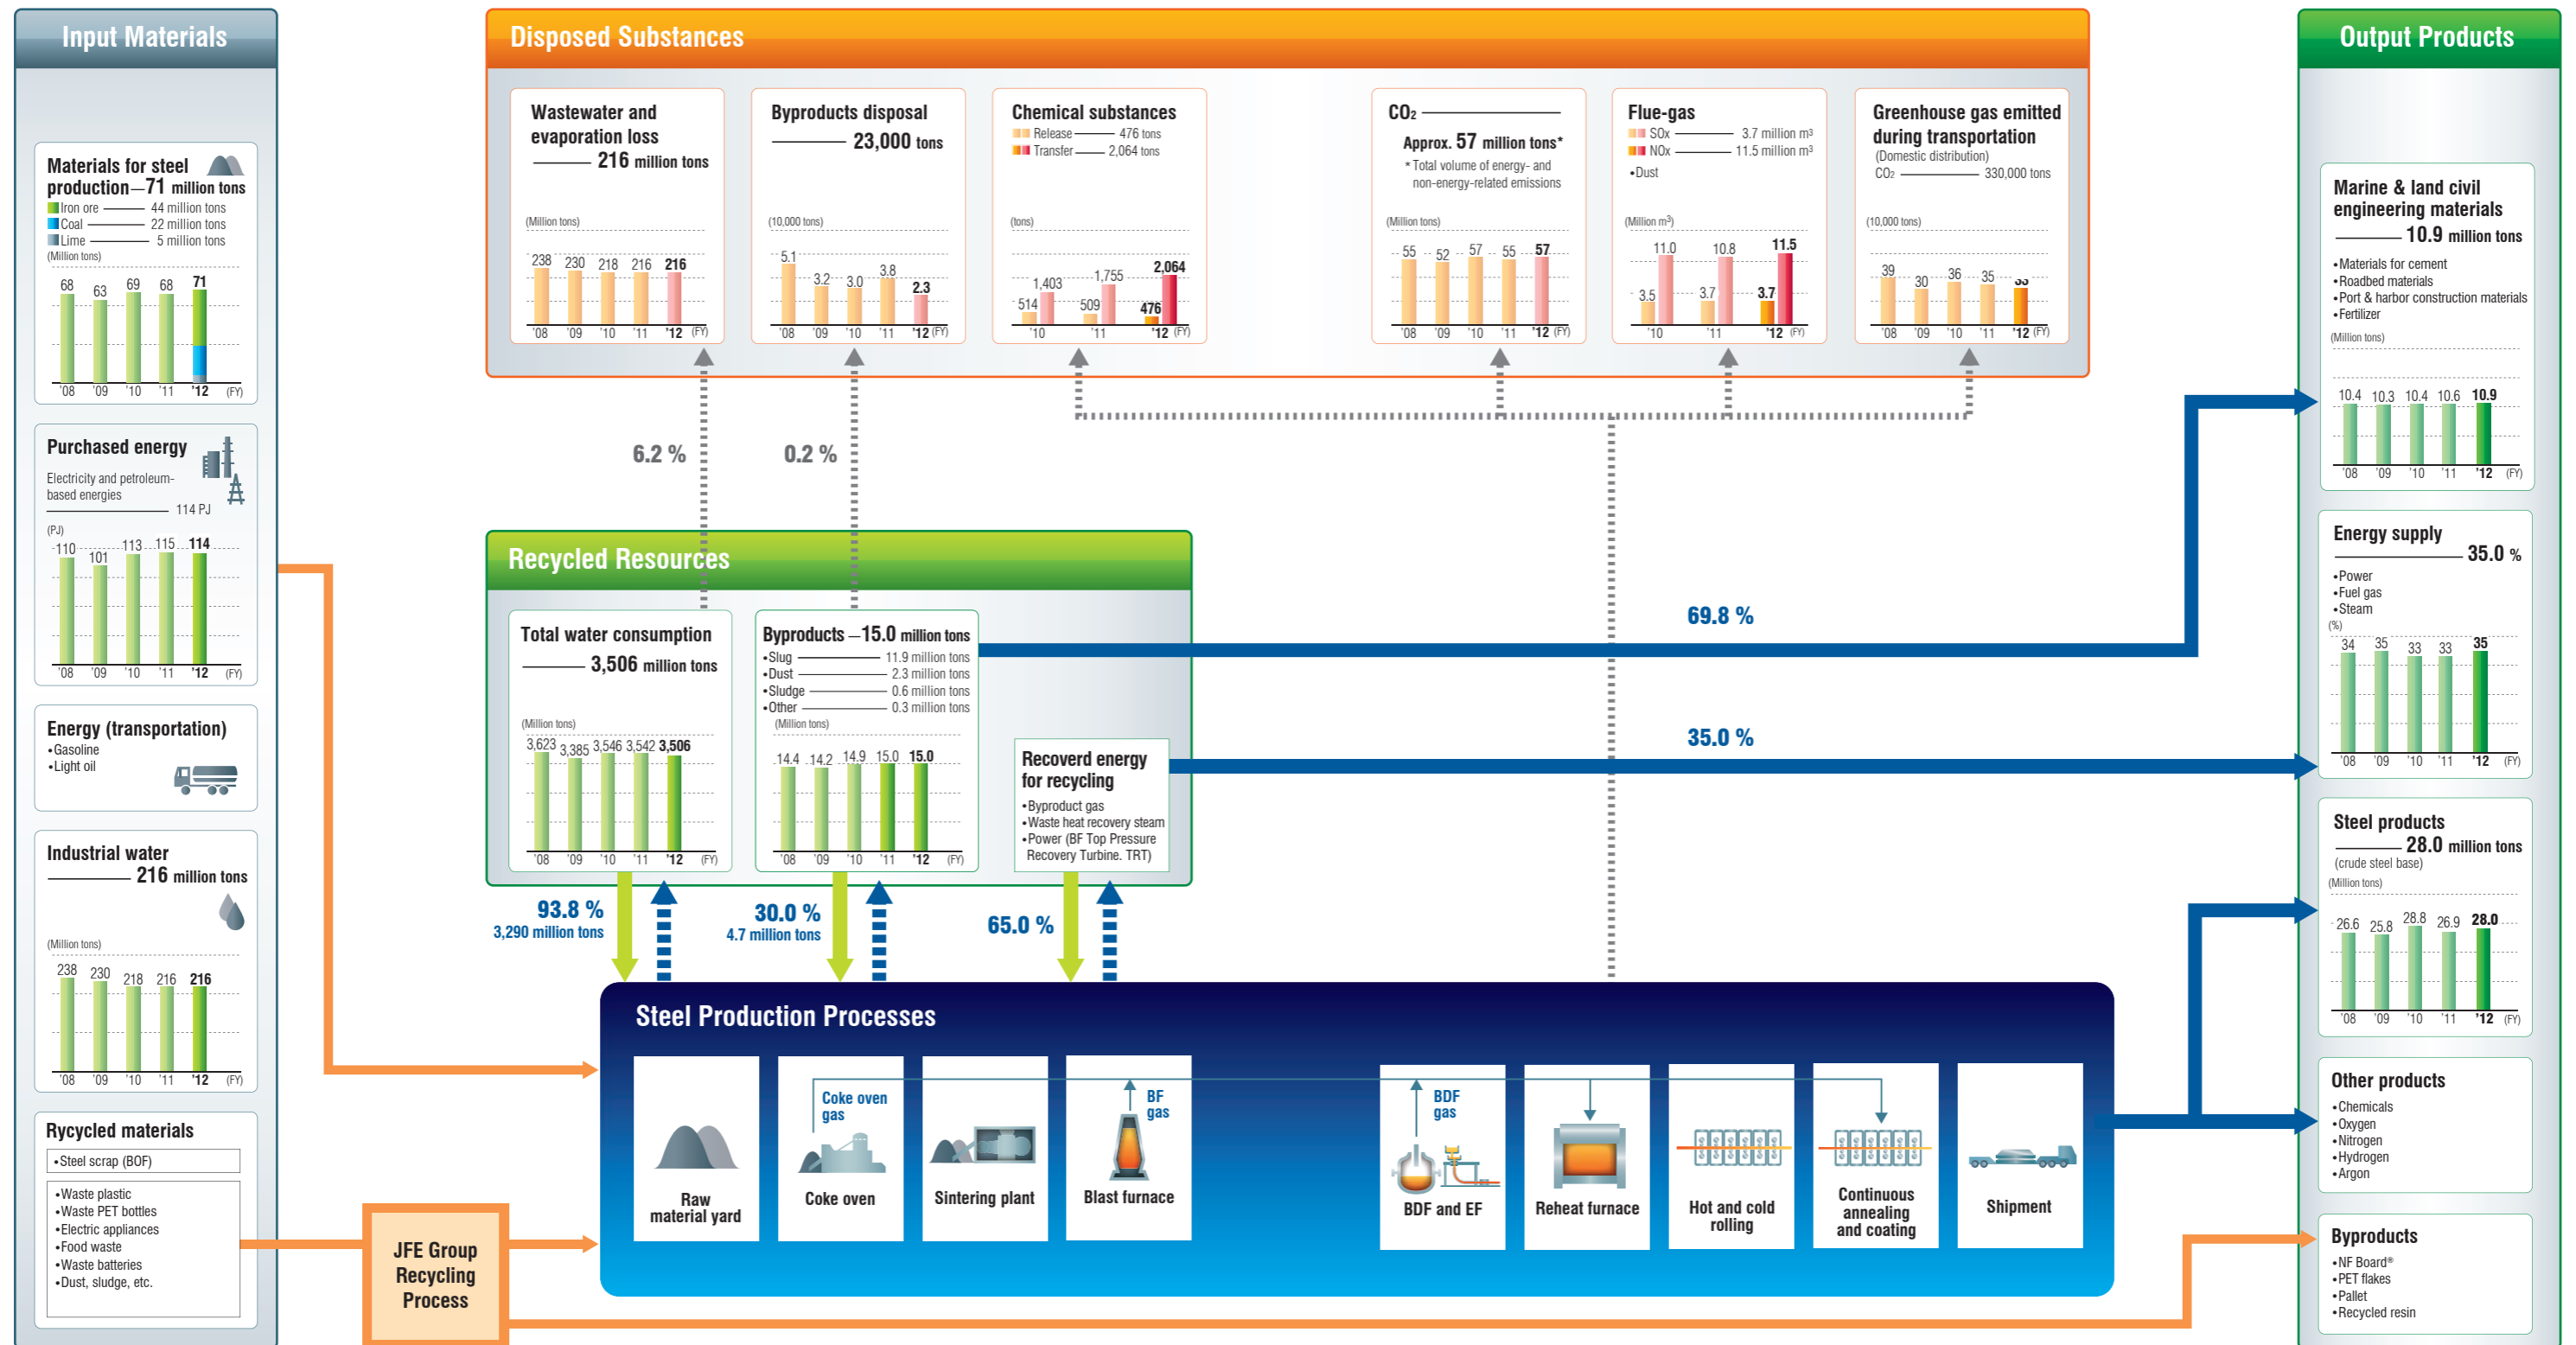 Input Materials
Materials for steel
production—71 million tons
Iron ore 44 million tons
Coal 22 million tons
Lime 5 million tons
(Million tons)
68 63 69 68 71
'08 '09 '10 '11 '12 (FY)
Purchased energy
Electricity and petroleum-
based energies
114 PJ
(PJ)
110 101 113 115 114
'08 '09 '10 '11 '12 (FY)
Energy (transportation)
•Gasoline
•Light oil
Industrial water
216 million tons
(Million tons)
238 230 218 216 216
'08 '09 '10 '11 '12 (FY)
Rycycled materials
•Steel scrap (BOF)
•Waste plastic
•Waste PET bottles
•Electric appliances
•Food waste
•Waste batteries
•Dust, sludge, etc.
JFE Group
Recycling
Process
Disposed Substances
Wastewater and
evaporation loss
216 million tons
(Million tons)
238 230 218 216 216
'08 '09 '10 '11 '12 (FY)
Byproducts disposal
23,000 tons
(10,000 tons)
5.1 3.2 3.0 3.8 2.3
'08 '09 '10 '11 '12 (FY)
Chemical substances
Release 476 tons
Transfer 2,064 tons
(tons)
514 1,403 509 1,755 476 2,064
'10 '11 '12 (FY)
CO₂
Approx. 57 million tons*
* Total volume of energy- and
non-energy-related emissions
(Million tons)
55 52 57 55 57
'08 '09 '10 '11 '12 (FY)
Flue-gas
SOx 3.7 million m³
NOx 11.5 million m³
•Dust
(Million m³)
3.5 11.0 3.7 10.8 3.7 11.5
'10 '11 '12 (FY)
Greenhouse gas emitted
during transportation
(Domestic distribution)
CO₂ 330,000 tons
(10,000 tons)
39 30 36 35 33
'08 '09 '10 '11 '12 (FY)
6.2 %
0.2 %
Recycled Resources
Total water consumption
3,506 million tons
(Million tons)
3,623 3,385 3,546 3,542 3,506
'08 '09 '10 '11 '12 (FY)
Byproducts —15.0 million tons
•Slug 11.9 million tons
•Dust 2.3 million tons
•Sludge 0.6 million tons
•Other 0.3 million tons
(Million tons)
14.4 14.2 14.9 15.0 15.0
'08 '09 '10 '11 '12 (FY)
Recoverd energy
for recycling
•Byproduct gas
•Waste heat recovery steam
•Power (BF Top Pressure
Recovery Turbine. TRT)
69.8 %
35.0 %
93.8 %
3,290 million tons
30.0 %
4.7 million tons
65.0 %
Steel Production Processes
Raw
material yard
Coke oven
gas
Coke oven
Sintering plant
BF
gas
Blast furnace
BDF
gas
BDF and EF
Reheat furnace
Hot and cold
rolling
Continuous
annealing
and coating
Shipment
Output Products
Marine & land civil
engineering materials
10.9 million tons
•Materials for cement
•Roadbed materials
•Port & harbor construction materials
•Fertilizer
(Million tons)
10.4 10.3 10.4 10.6 10.9
'08 '09 '10 '11 '12 (FY)
Energy supply
35.0 %
•Power
•Fuel gas
•Steam
(%)
34 35 33 33 35
'08 '09 '10 '11 '12 (FY)
Steel products
28.0 million tons
(crude steel base)
(Million tons)
26.6 25.8 28.8 26.9 28.0
'08 '09 '10 '11 '12 (FY)
Other products
•Chemicals
•Oxygen
•Nitrogen
•Hydrogen
•Argon
Byproducts
•NF Board®
•PET flakes
•Pallet
•Recycled resin